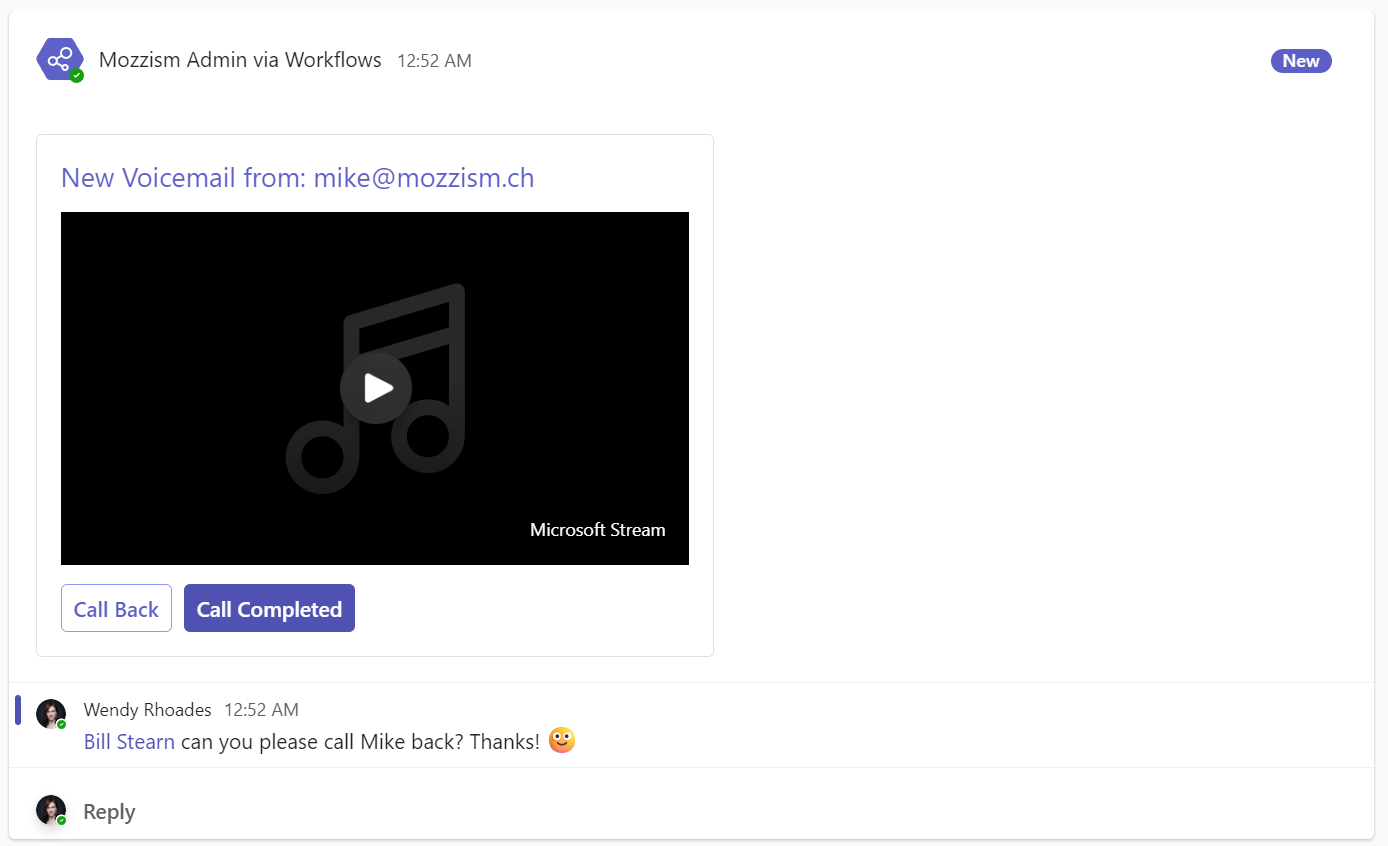 Mozzism Admin via Workflows 12:52 AM
New
New Voicemail from: mike@mozzism.ch
Microsoft Stream
Call Back
Call Completed
Wendy Rhoades 12:52 AM
Bill Stearn can you please call Mike back? Thanks! 🙂
Reply